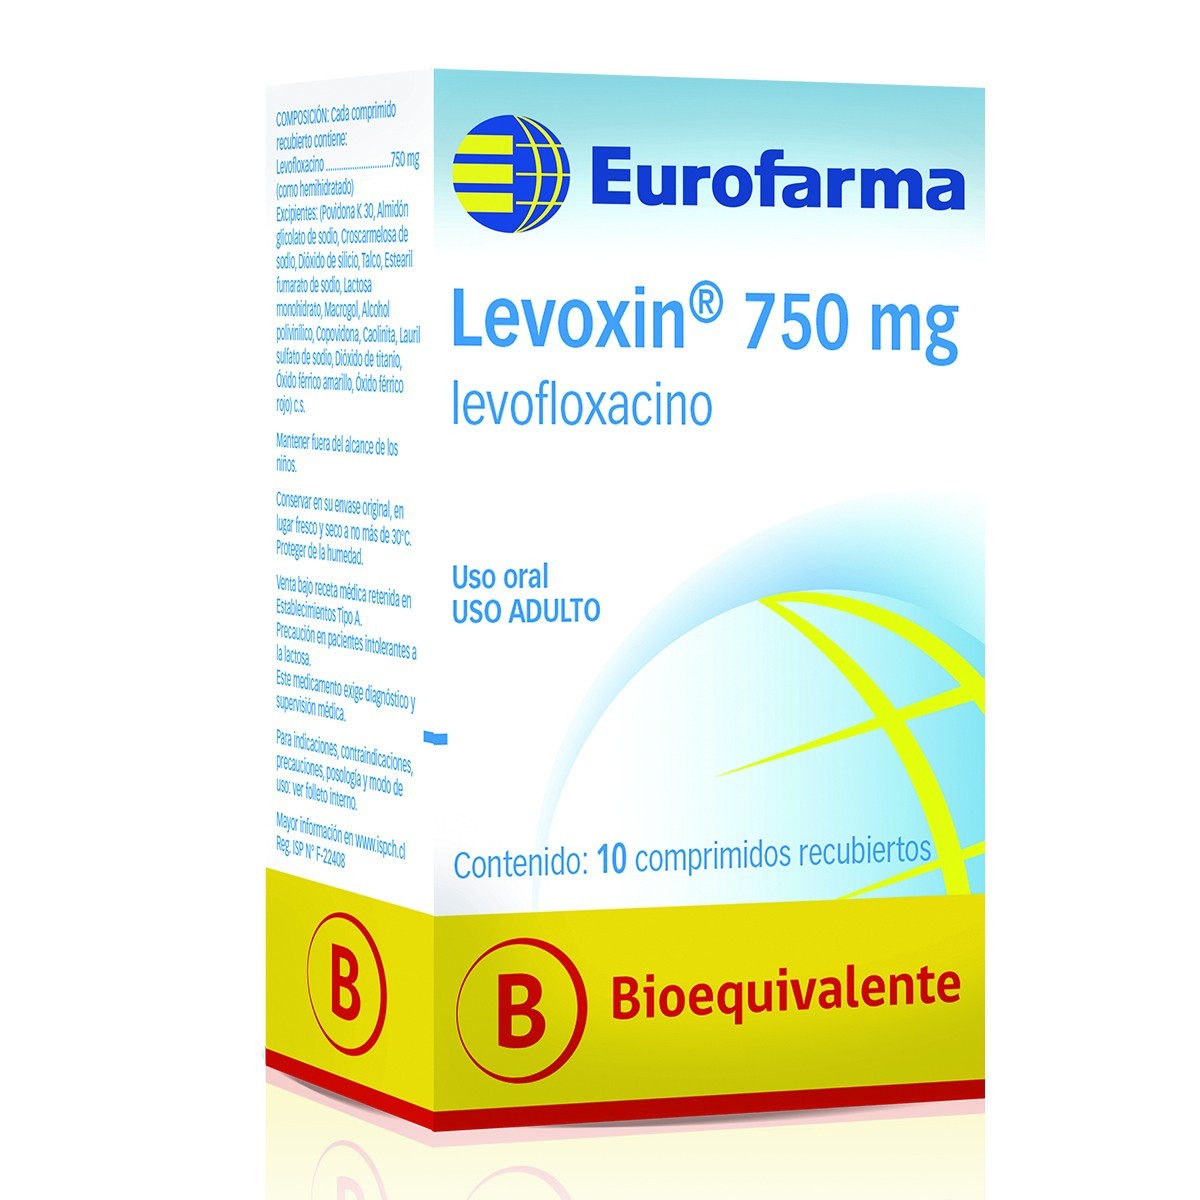 COMPOSICIÓN: Cada comprimido
recubierto contiene:
Levofloxacino ............................750 mg
(como hemihidratado)
Excipientes: (Povidona K 30, Almidón
glicolato de sodio, Croscarmelosa de
sodio, Dióxido de silicio, Talco, Estearil
fumarato de sodio, Lactosa
monohidrato, Macrogol, Alcohol
polivinílico, Copovidona, Caolinita, Lauril
sulfato de sodio, Dióxido de titanio,
Óxido férrico amarillo, Óxido férrico
rojo) c.s.
Mantener fuera del alcance de los
niños.
Conservar en su envase original, en
lugar fresco y seco a no más de 30°C.
Proteger de la humedad.
Venta bajo receta médica retenida en
Establecimientos Tipo A.
Precaución en pacientes intolerantes a
la lactosa.
Este medicamento exige diagnóstico y
supervisión médica.
Para indicaciones, contraindicaciones,
precauciones, posología y modo de
uso: ver folleto interno.
Mayor información en www.ispch.cl
Reg. ISP N° F-22408
B
Eurofarma
Levoxin® 750 mg
levofloxacino
Uso oral
USO ADULTO
Contenido: 10 comprimidos recubiertos
B Bioequivalente